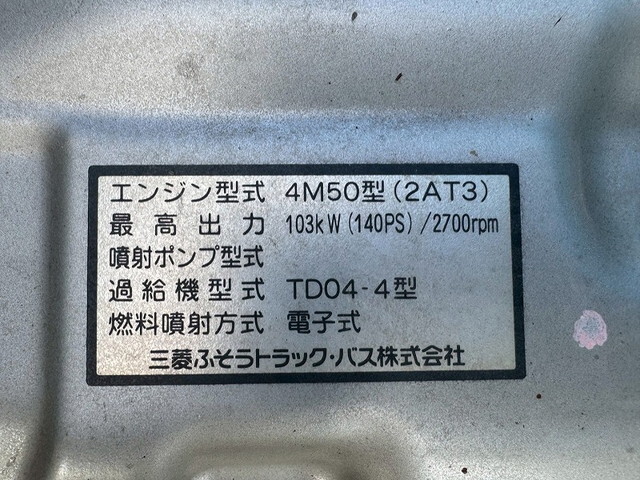 エンジン型式 4M50型(2AT3)
最高出力 103kW(140PS)/2700rpm
噴射ポンプ型式
過給機型式 TD04-4型
燃料噴射方式 電子式
三菱ふそうトラック・バス株式会社